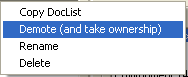 Copy DocList
Demote (and take ownership)
Rename
Delete